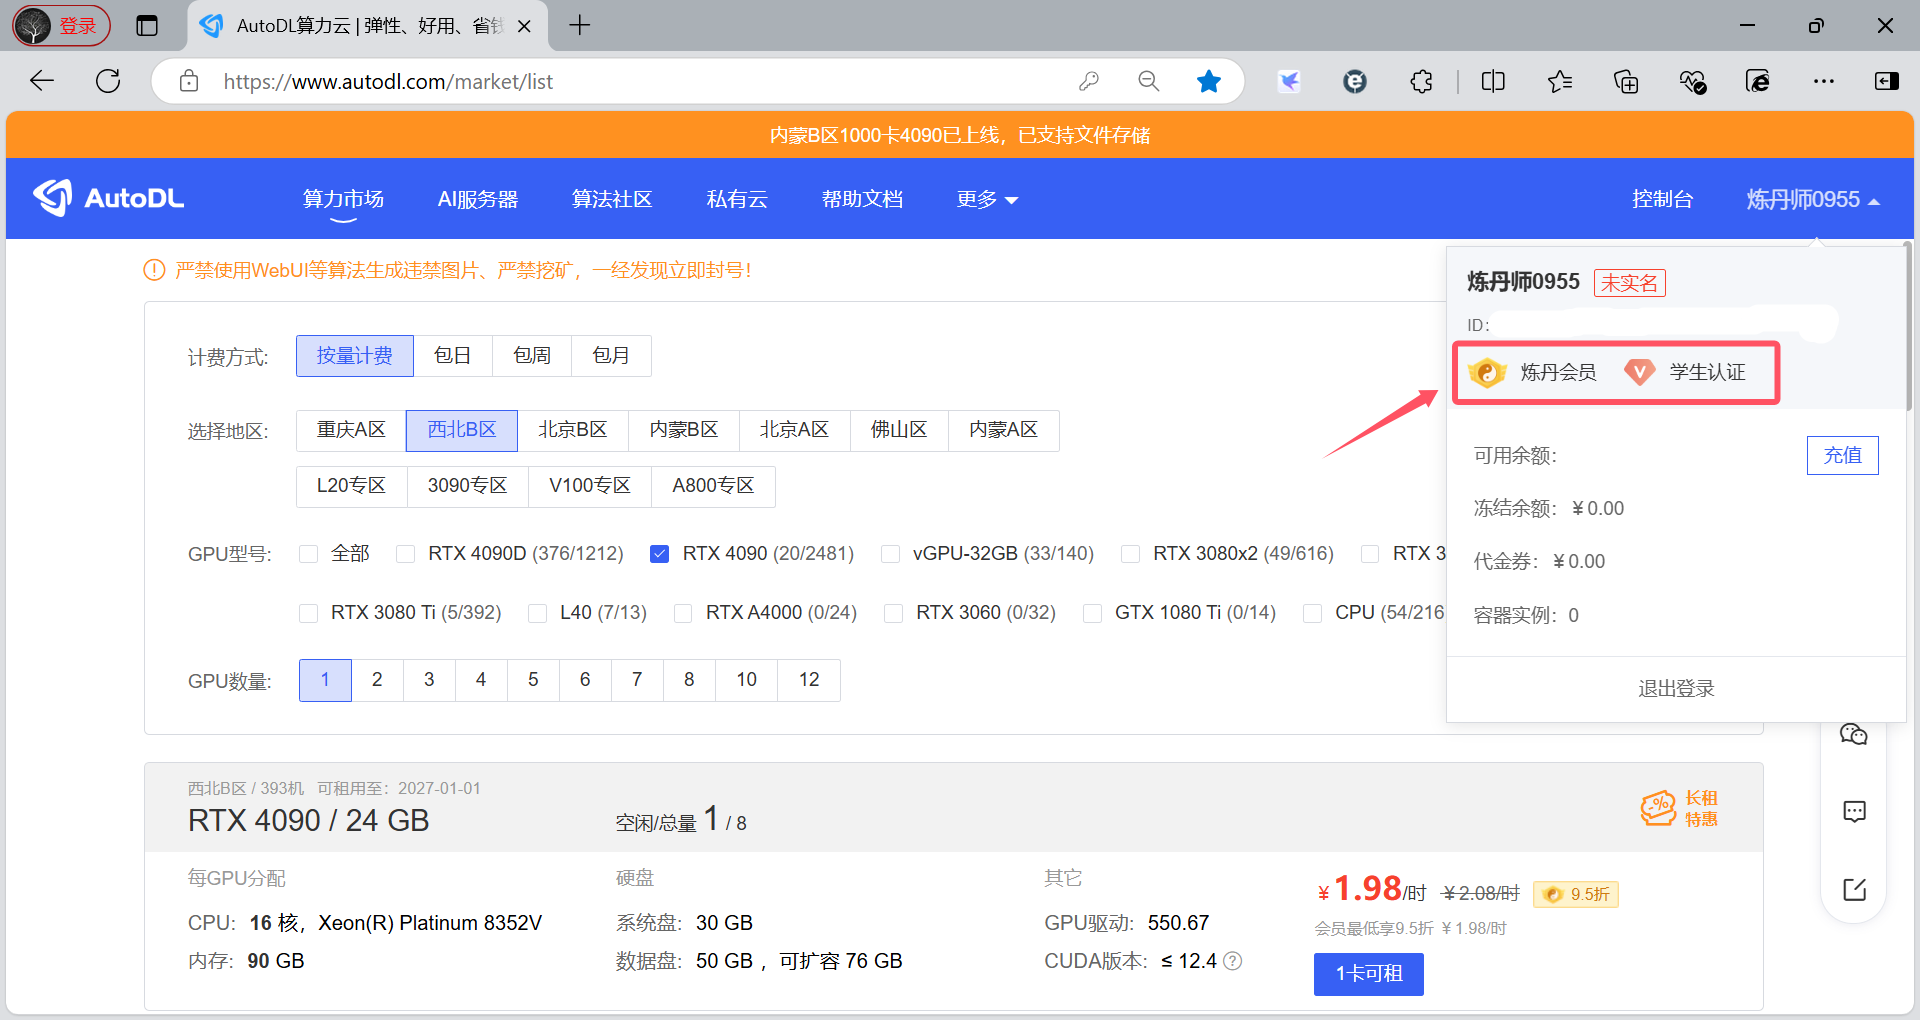 登录
AutoDL算力云 | 弹性、好用、省钱
https://www.autodl.com/market/list
内蒙B区1000卡4090已上线，已支持文件存储
AutoDL
算力市场 AI服务器 算法社区 私有云 帮助文档 更多 控制台 炼丹师0955
严禁使用WebUI等算法生成违禁图片、严禁挖矿，一经发现立即封号！
计费方式: 按量计费 包日 包周 包月
选择地区: 重庆A区 西北B区 北京B区 内蒙B区 北京A区 佛山区 内蒙A区
L20专区 3090专区 V100专区 A800专区
GPU型号: 全部 RTX 4090D (376/1212) RTX 4090 (20/2481) vGPU-32GB (33/140) RTX 3080x2 (49/616) RTX 3
RTX 3080 Ti (5/392) L40 (7/13) RTX A4000 (0/24) RTX 3060 (0/32) GTX 1080 Ti (0/14) CPU (54/216
GPU数量: 1 2 3 4 5 6 7 8 10 12
炼丹师0955 未实名
ID:
炼丹会员 V 学生认证
可用余额: 充值
冻结余额: ￥0.00
代金券: ￥0.00
容器实例: 0
退出登录
西北B区 / 393机 可租用至: 2027-01-01
RTX 4090 / 24 GB
空闲/总量 1 / 8
长租
特惠
每GPU分配
CPU: 16 核，Xeon(R) Platinum 8352V
内存: 90 GB
硬盘
系统盘: 30 GB
数据盘: 50 GB ，可扩容 76 GB
其它
GPU驱动: 550.67
CUDA版本: ≤ 12.4 ?
￥1.98/时 ￥2.08/时 9.5折
会员最低享9.5折 ￥1.98/时
1卡可租